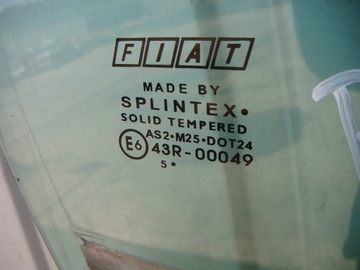 FIAT
MADE BY
SPLINTEX•
SOLID TEMPERED
AS2•M25•DOT24
E6 43R-00049
5•